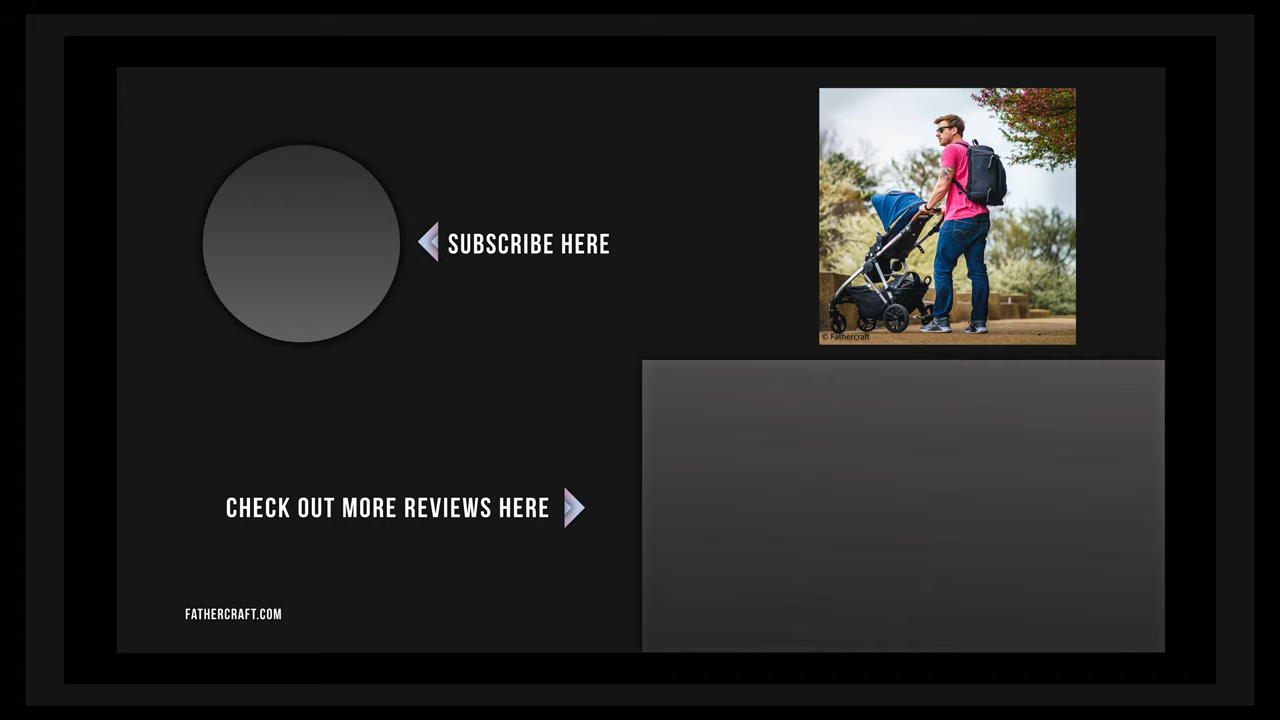 SUBSCRIBE HERE
© Fathercraft
CHECK OUT MORE REVIEWS HERE
FATHERCRAFT.COM